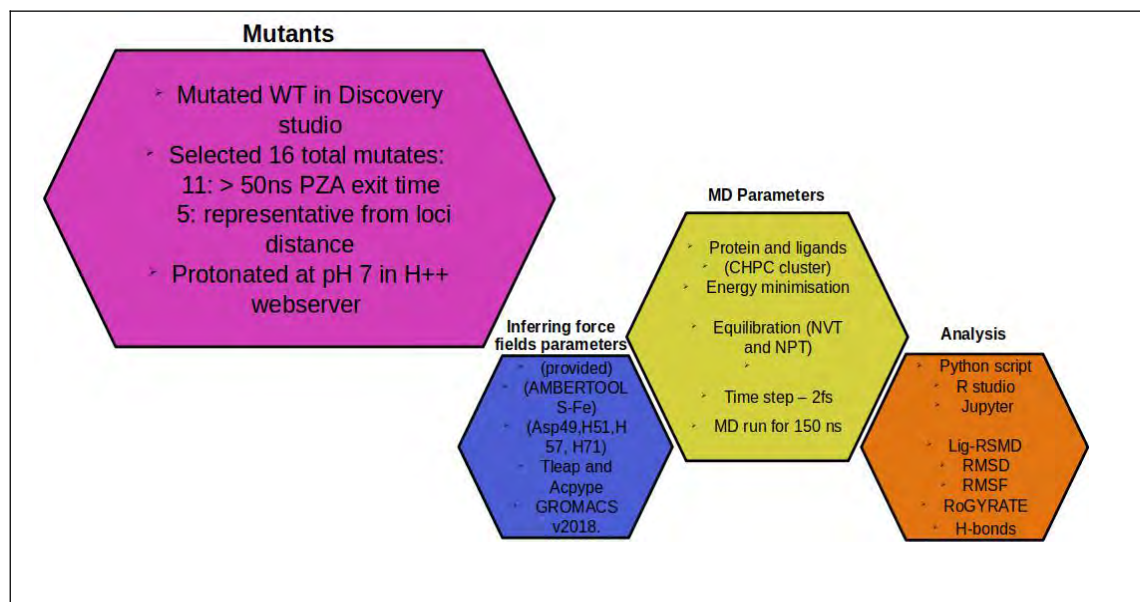 Mutants
Mutated WT in Discovery
studio
Selected 16 total mutates:
11: > 50ns PZA exit time
5: representative from loci
distance
Protonated at pH 7 in H++
webserver
Inferring force
fields parameters
(provided)
(AMBERTOOL
S-Fe)
(Asp49,H51,H
57, H71)
Tleap and
Acpype
GROMACS
v2018.
MD Parameters
Protein and ligands
(CHPC cluster)
Energy minimisation
Equilibration (NVT
and NPT)
Time step – 2fs
MD run for 150 ns
Analysis
Python script
R studio
Jupyter
Lig-RSMD
RMSD
RMSF
RoGYRATE
H-bonds